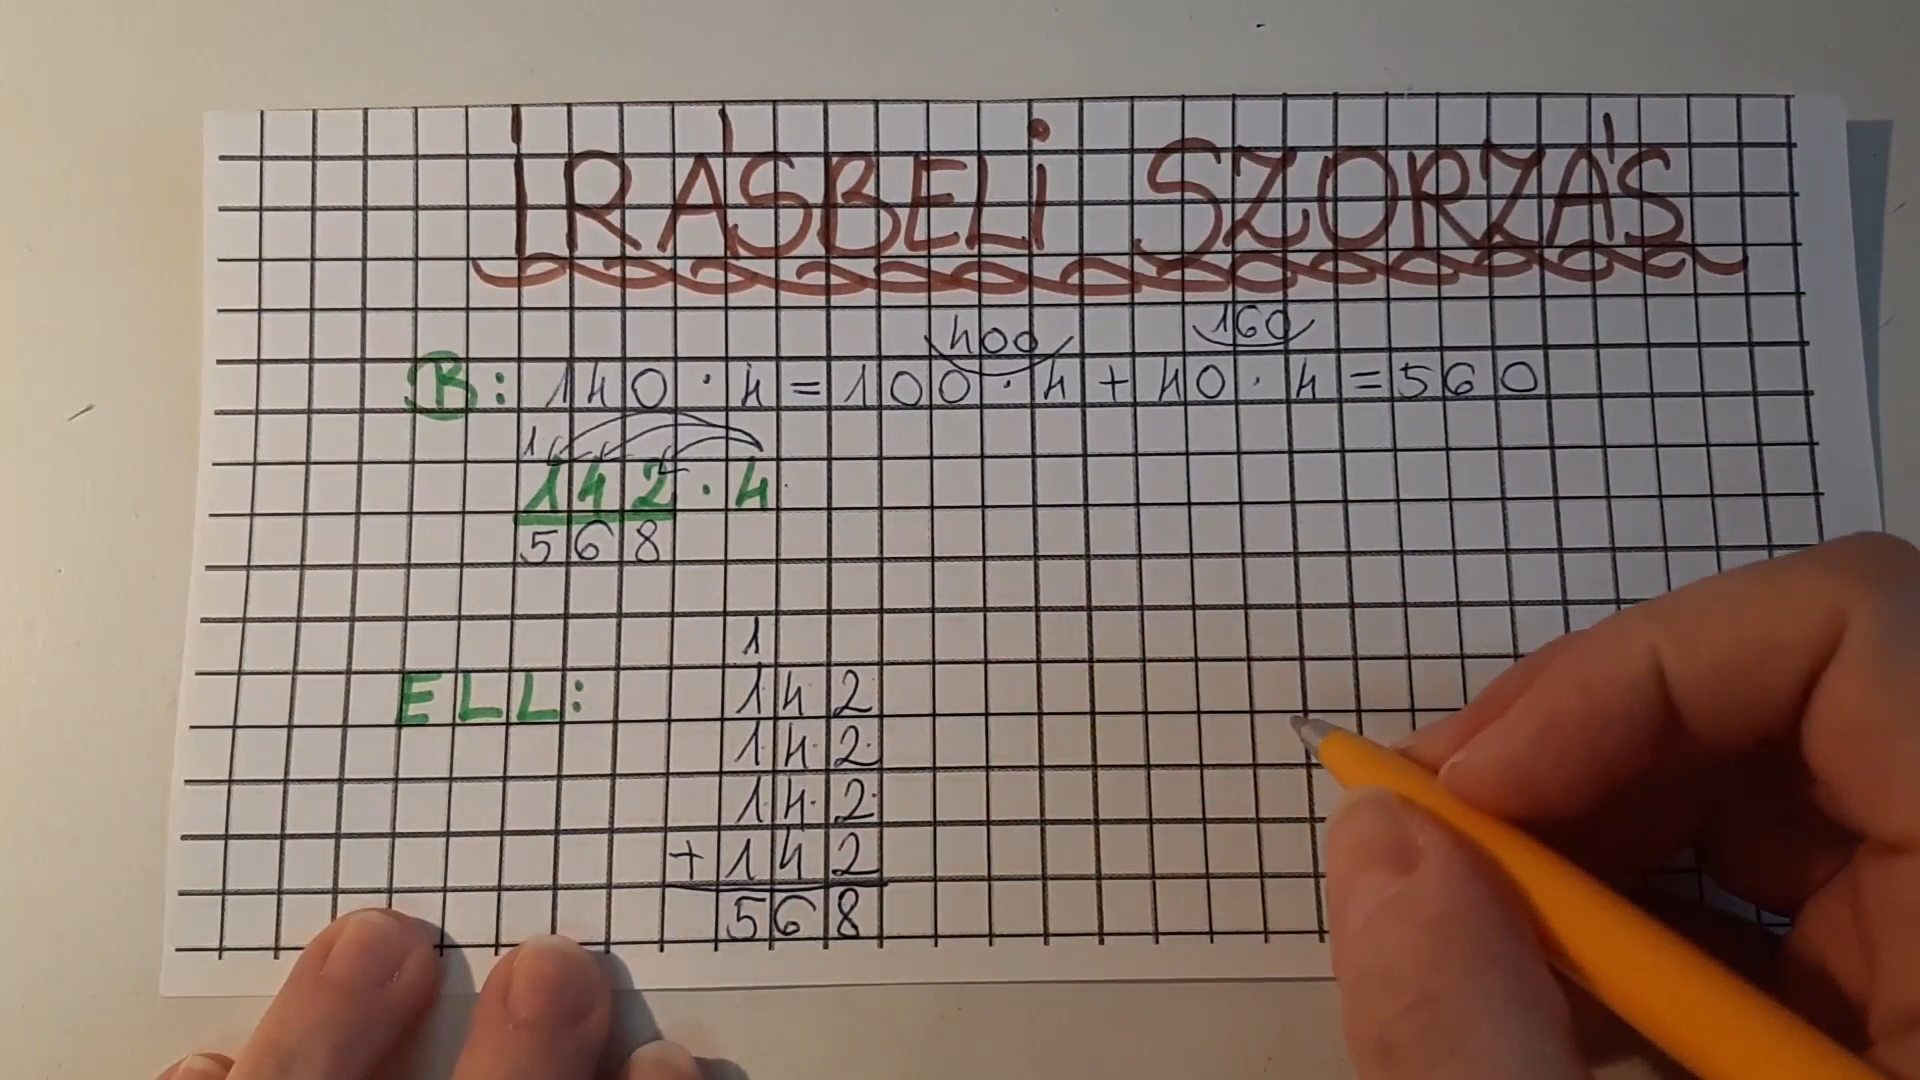 ÍRÁSBELI SZORZÁS
400 160
B: 140 · 4 = 100 · 4 + 40 · 4 = 560
1
142 · 4
568
1
ELL: 142
142
142
+ 142
568